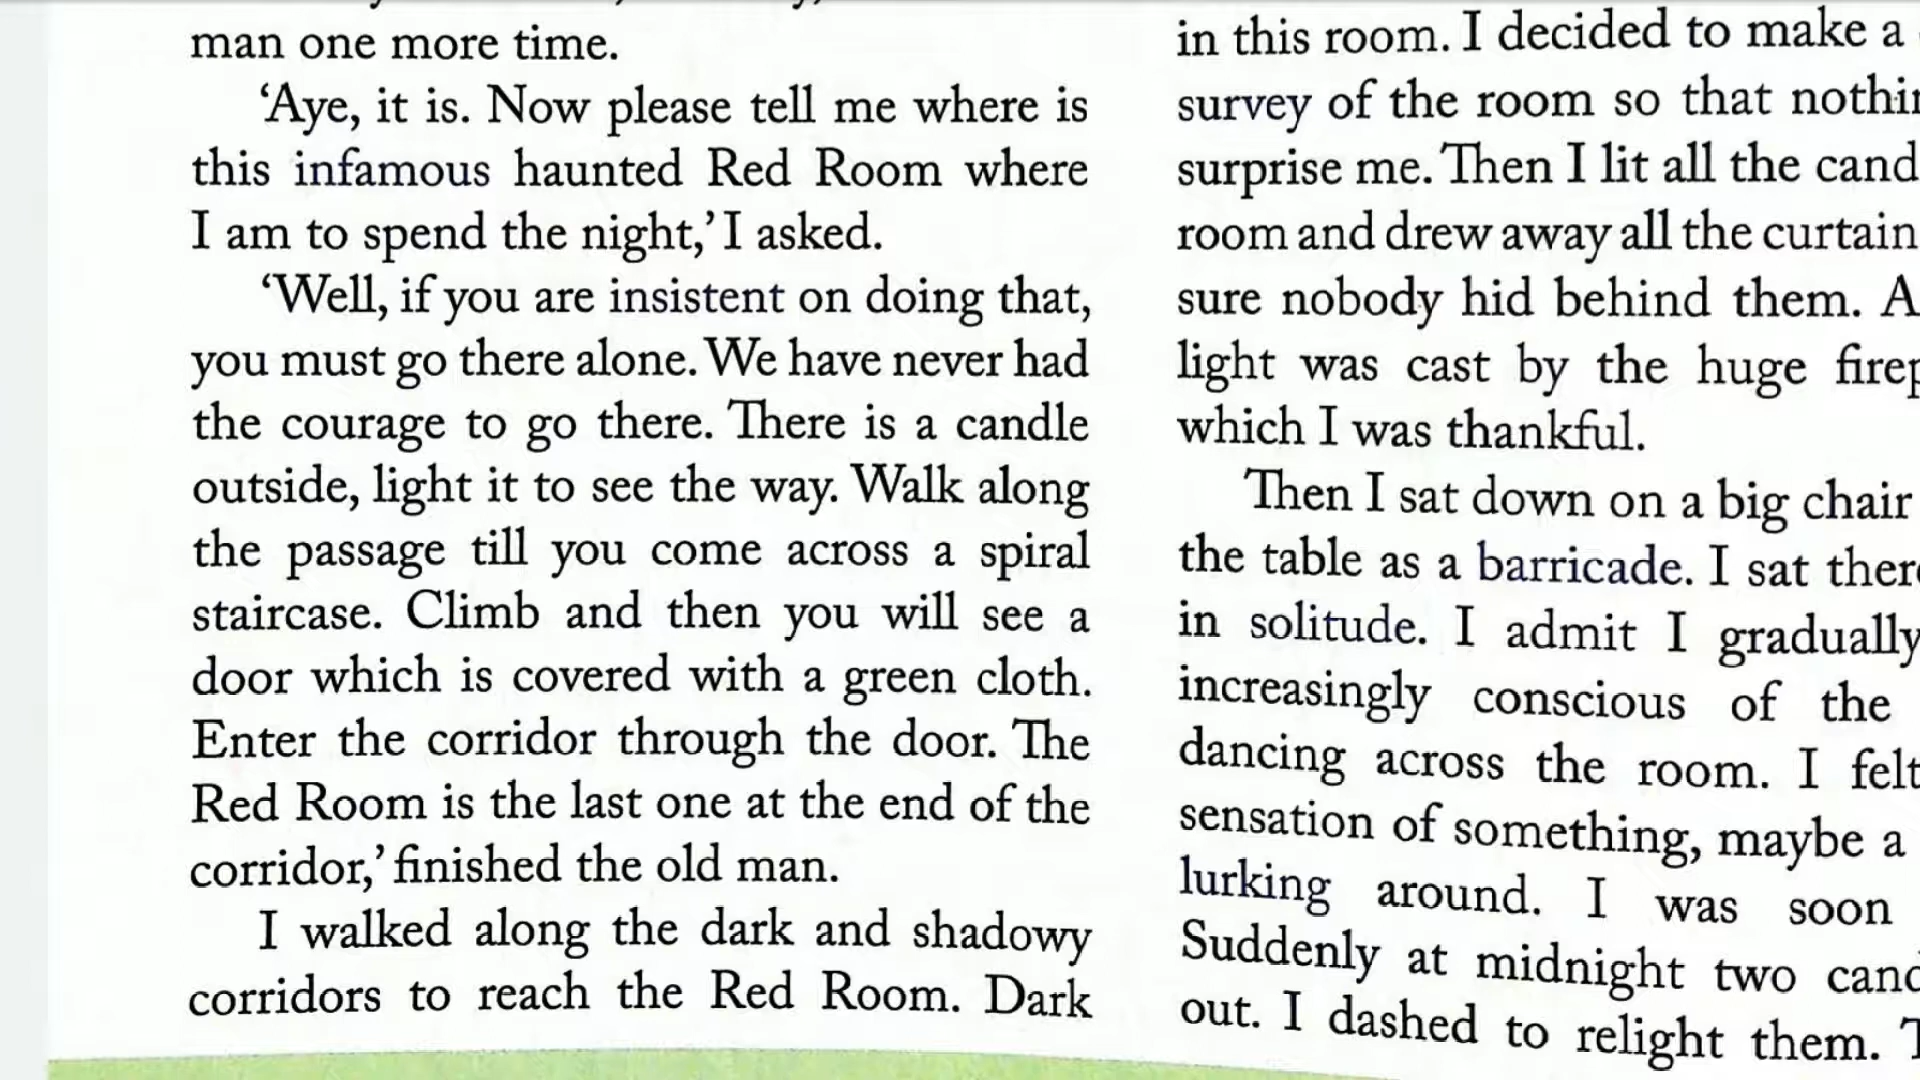 man one more time.
‘Aye, it is. Now please tell me where is
this infamous haunted Red Room where
I am to spend the night,’ I asked.
‘Well, if you are insistent on doing that,
you must go there alone. We have never had
the courage to go there. There is a candle
outside, light it to see the way. Walk along
the passage till you come across a spiral
staircase. Climb and then you will see a
door which is covered with a green cloth.
Enter the corridor through the door. The
Red Room is the last one at the end of the
corridor,’ finished the old man.
I walked along the dark and shadowy
corridors to reach the Red Room. Dark
in this room. I decided to make a
survey of the room so that
surprise me. Then I lit all the
room and drew away all the curtain
sure nobody hid behind them. A
light was cast by the huge
which I was thankful.
Then I sat down on a big chair
the table as a barricade. I sat
in solitude. I admit I gradually
increasingly conscious of the
dancing across the room. I felt
sensation of something, maybe a
lurking around. I was soon
Suddenly at midnight two
out. I dashed to relight them.